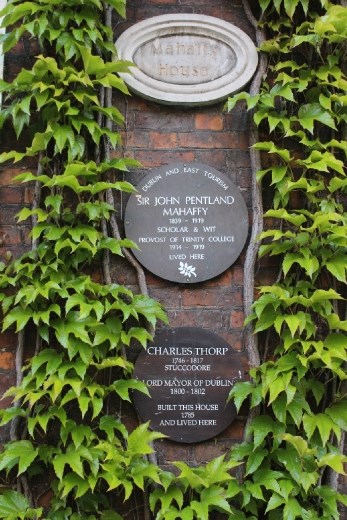 Mahaffy
House
DUBLIN AND EAST TOURISM
SIR JOHN PENTLAND
MAHAFFY
1839 - 1919
SCHOLAR & WIT
PROVOST OF TRINITY COLLEGE
1914 - 1919
LIVED HERE
CHARLES THORP
1746 - 1817
STUCCODORE
LORD MAYOR OF DUBLIN
1800 - 1802
BUILT THIS HOUSE
1785
AND LIVED HERE